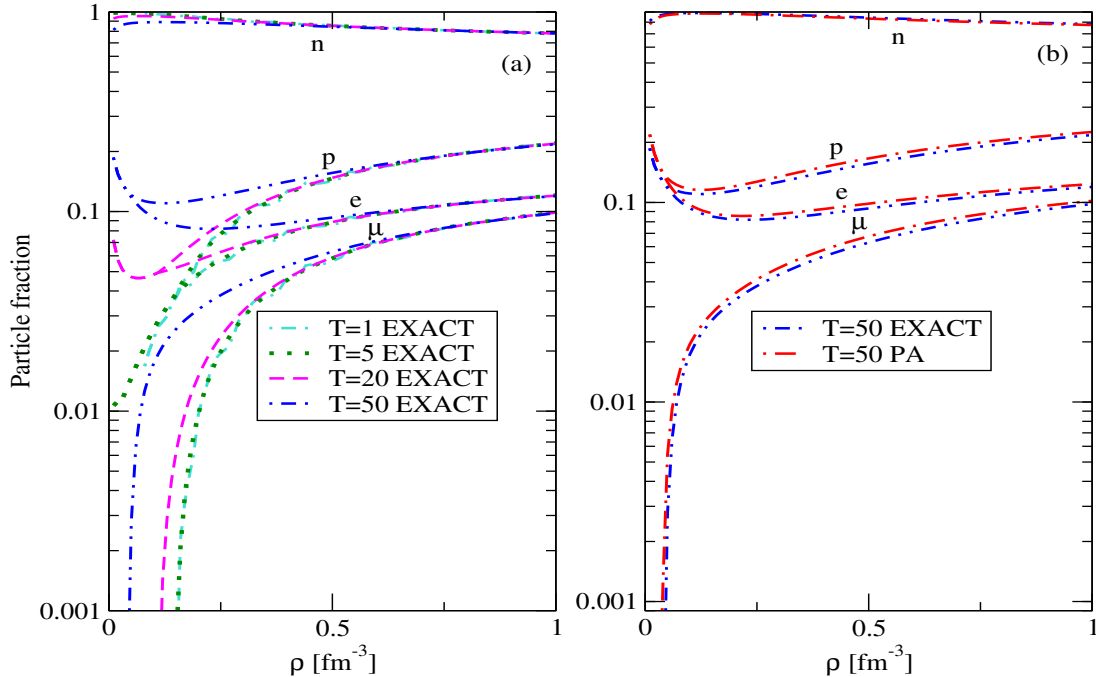 1
n
(a)
p
0.1
e
μ
Particle fraction
T=1 EXACT
T=5 EXACT
T=20 EXACT
T=50 EXACT
0.01
0.001
0
0.5
1
ρ [fm⁻³]
n
(b)
p
0.1
e
μ
T=50 EXACT
T=50 PA
0.01
0.001
0
0.5
1
ρ [fm⁻³]